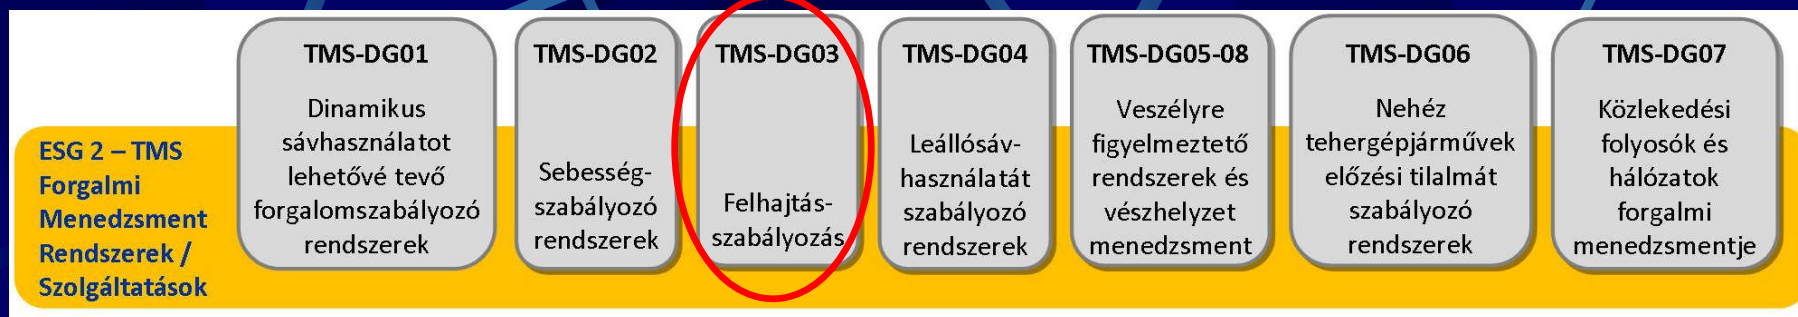 ESG 2 – TMS
Forgalmi
Menedzsment
Rendszerek /
Szolgáltatások
TMS-DG01
Dinamikus
sávhasználatot
lehetővé tevő
forgalomszabályozó
rendszerek
TMS-DG02
Sebesség-
szabályozó
rendszerek
TMS-DG03
Felhajtás-
szabályozás
TMS-DG04
Leállósáv-
használatát
szabályozó
rendszerek
TMS-DG05-08
Veszélyre
figyelmeztető
rendszerek és
vészhelyzet
menedzsment
TMS-DG06
Nehéz
tehergépjárművek
előzési tilalmát
szabályozó
rendszerek
TMS-DG07
Közlekedési
folyosók és
hálózatok
forgalmi
menedzsmentje